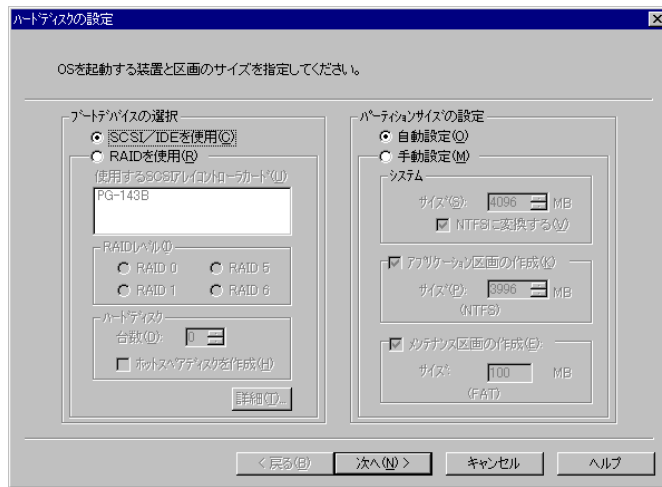 ハードディスクの設定
OSを起動する装置と区画のサイズを指定してください。
ブートデバイスの選択
SCSI/IDEを使用(C)
RAIDを使用(R)
使用するSCSIアレイコントローラカード(U)
PG-143B
RAIDレベル(I)
RAID 0
RAID 5
RAID 1
RAID 6
ハードディスク
台数(D):
0
ホットスペアディスクを作成(H)
詳細(T)...
パーティションサイズの設定
自動設定(O)
手動設定(M)
システム
サイズ(S):
4096
MB
NTFSに変換する(V)
アプリケーション区画の作成(K)
サイズ(P):
3996
MB
(NTFS)
メンテナンス区画の作成(E):
サイズ:
100
MB
(FAT)
< 戻る(B)
次へ(N) >
キャンセル
ヘルプ